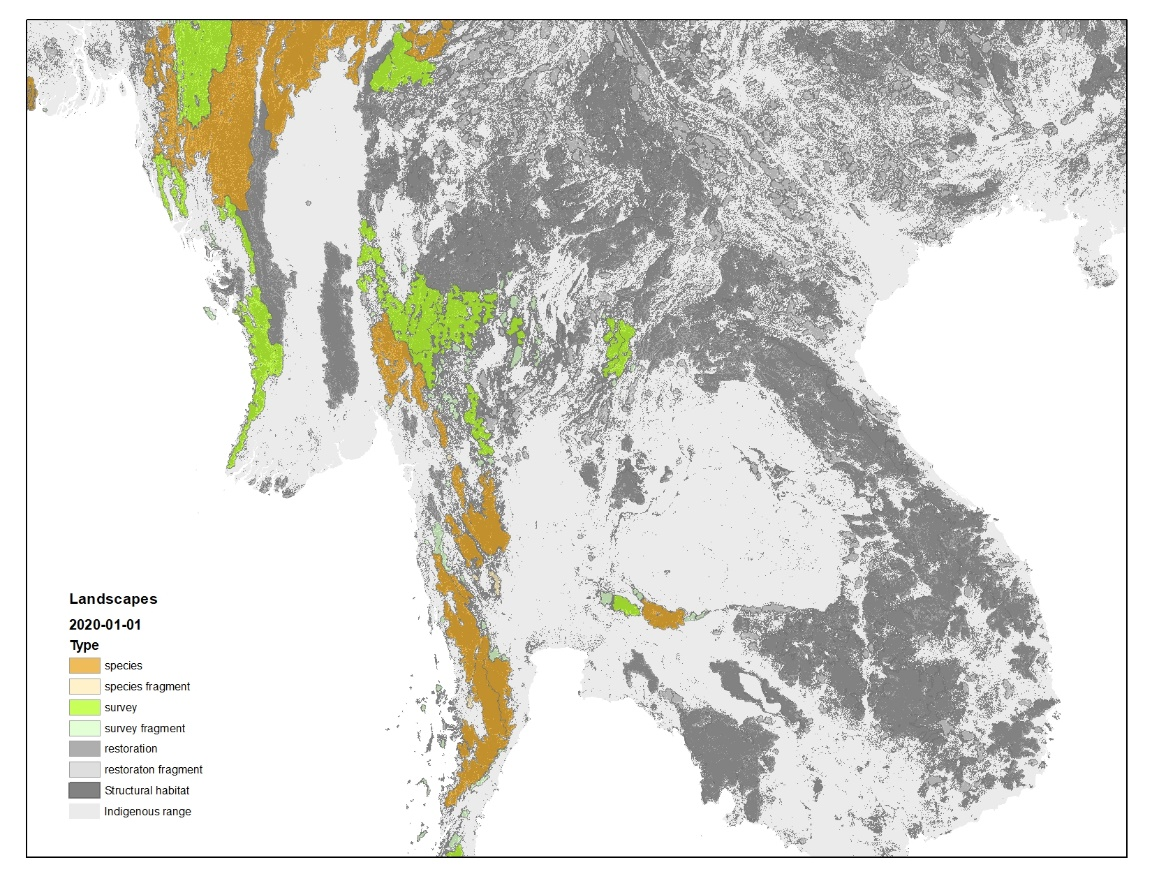 Landscapes
2020-01-01
Type
species
species fragment
survey
survey fragment
restoration
restoraton fragment
Structural habitat
Indigenous range